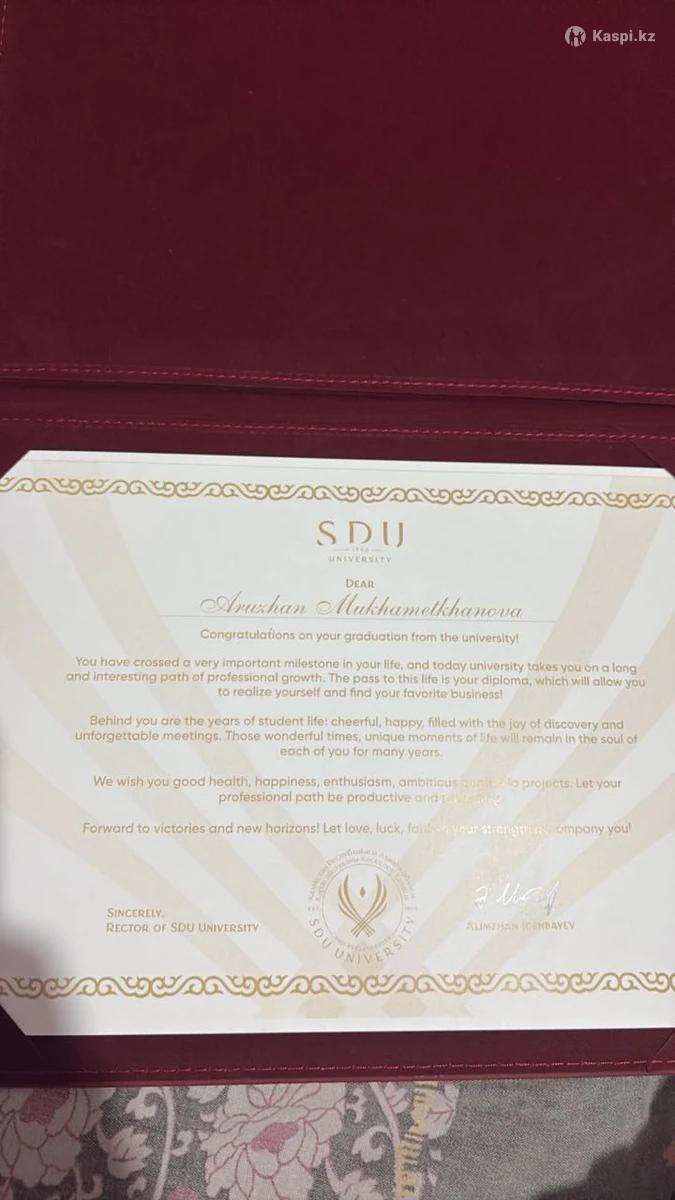 Kaspi.kz
SDU
1996
UNIVERSITY
DEAR
Aruzhan Mukhametkhanova
Congratulations on your graduation from the university!
You have crossed a very important milestone in your life, and today university takes you on a long
and interesting path of professional growth. The pass to this life is your diploma, which will allow you
to realize yourself and find your favorite business!
Behind you are the years of student life: cheerful, happy, filled with the joy of discovery and
unforgettable meetings. Those wonderful times, unique moments of life will remain in the soul of
each of you for many years.
We wish you good health, happiness, enthusiasm, ambitious projects. Let your
professional path be productive and
Forward to victories and new horizons! Let love, luck, your strength accompany you!
SINCERELY,
RECTOR OF SDU UNIVERSITY
SDU UNIVERSITY
ALIMZHAN IGENBAYEV